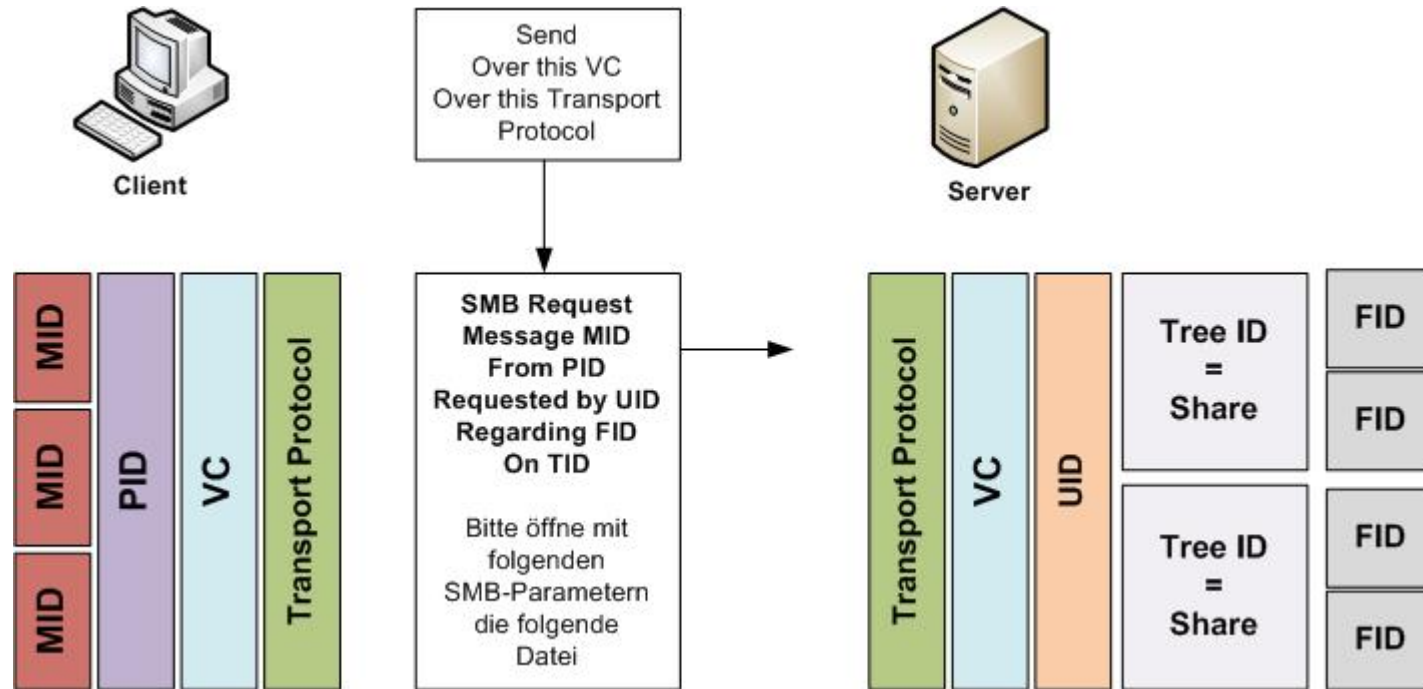 Client
Send
Over this VC
Over this Transport
Protocol
Server
MID
MID
MID
PID
VC
Transport Protocol
SMB Request
Message MID
From PID
Requested by UID
Regarding FID
On TID
Bitte öffne mit
folgenden
SMB-Parametern
die folgende
Datei
Transport Protocol
VC
UID
Tree ID
=
Share
Tree ID
=
Share
FID
FID
FID
FID